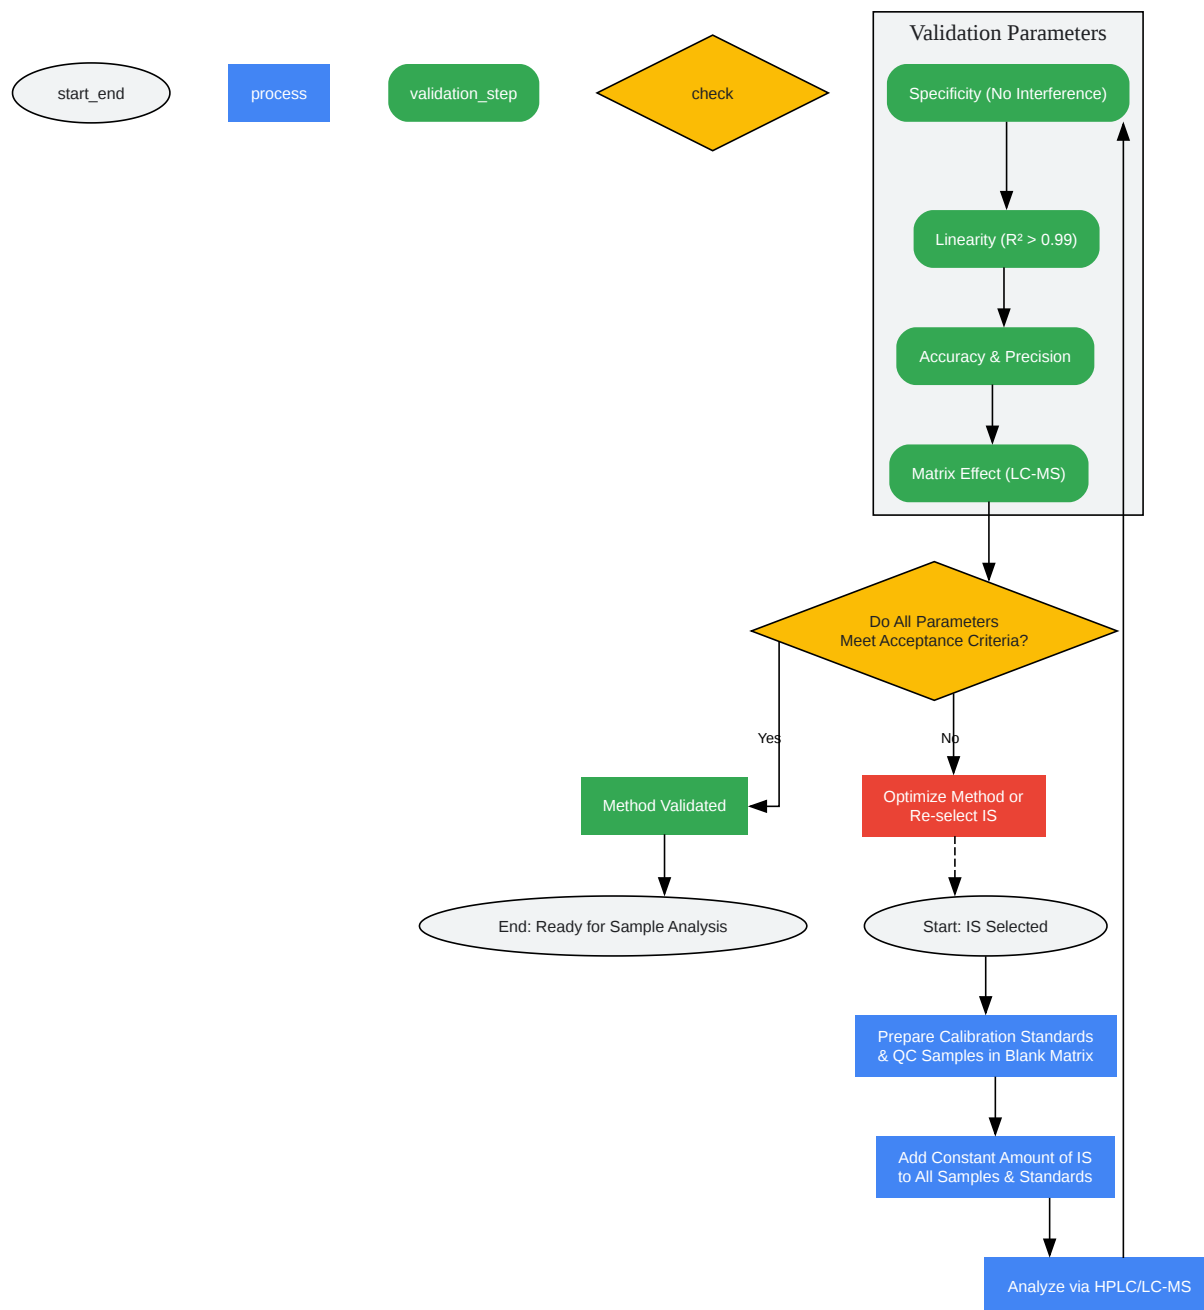 start_end
process
validation_step
check
Validation Parameters
Specificity (No Interference)
Linearity (R² > 0.99)
Accuracy & Precision
Matrix Effect (LC-MS)
Do All Parameters
Meet Acceptance Criteria?
Yes
No
Method Validated
Optimize Method or
Re-select IS
End: Ready for Sample Analysis
Start: IS Selected
Prepare Calibration Standards
& QC Samples in Blank Matrix
Add Constant Amount of IS
to All Samples & Standards
Analyze via HPLC/LC-MS